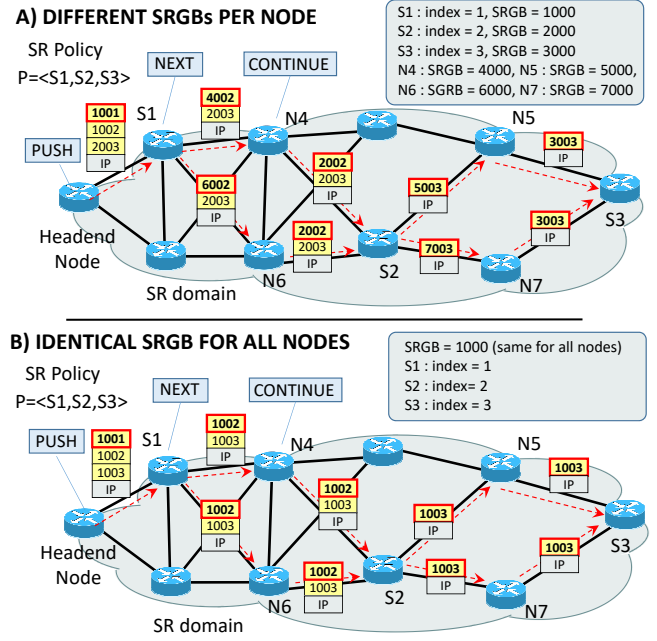 A) DIFFERENT SRGBs PER NODE
S1 : index = 1, SRGB = 1000
S2 : index = 2, SRGB = 2000
S3 : index = 3, SRGB = 3000
N4 : SRGB = 4000, N5 : SRGB = 5000,
N6 : SGRB = 6000, N7 : SRGB = 7000
SR Policy
P=<S1,S2,S3>
NEXT
CONTINUE
PUSH
1001
1002
2003
IP
S1
4002
2003
IP
N4
N5
3003
IP
6002
2003
IP
2002
2003
IP
5003
IP
3003
IP
S3
Headend
Node
2002
2003
IP
S2
7003
IP
N6
N7
SR domain
B) IDENTICAL SRGB FOR ALL NODES
SRGB = 1000 (same for all nodes)
S1 : index = 1
S2 : index= 2
S3 : index = 3
SR Policy
P=<S1,S2,S3>
NEXT
CONTINUE
PUSH
1001
1002
1003
IP
S1
1002
1003
IP
N4
N5
1003
IP
1002
1003
IP
1002
1003
IP
1003
IP
1003
IP
S3
Headend
Node
1002
1003
IP
S2
1003
IP
N6
N7
SR domain